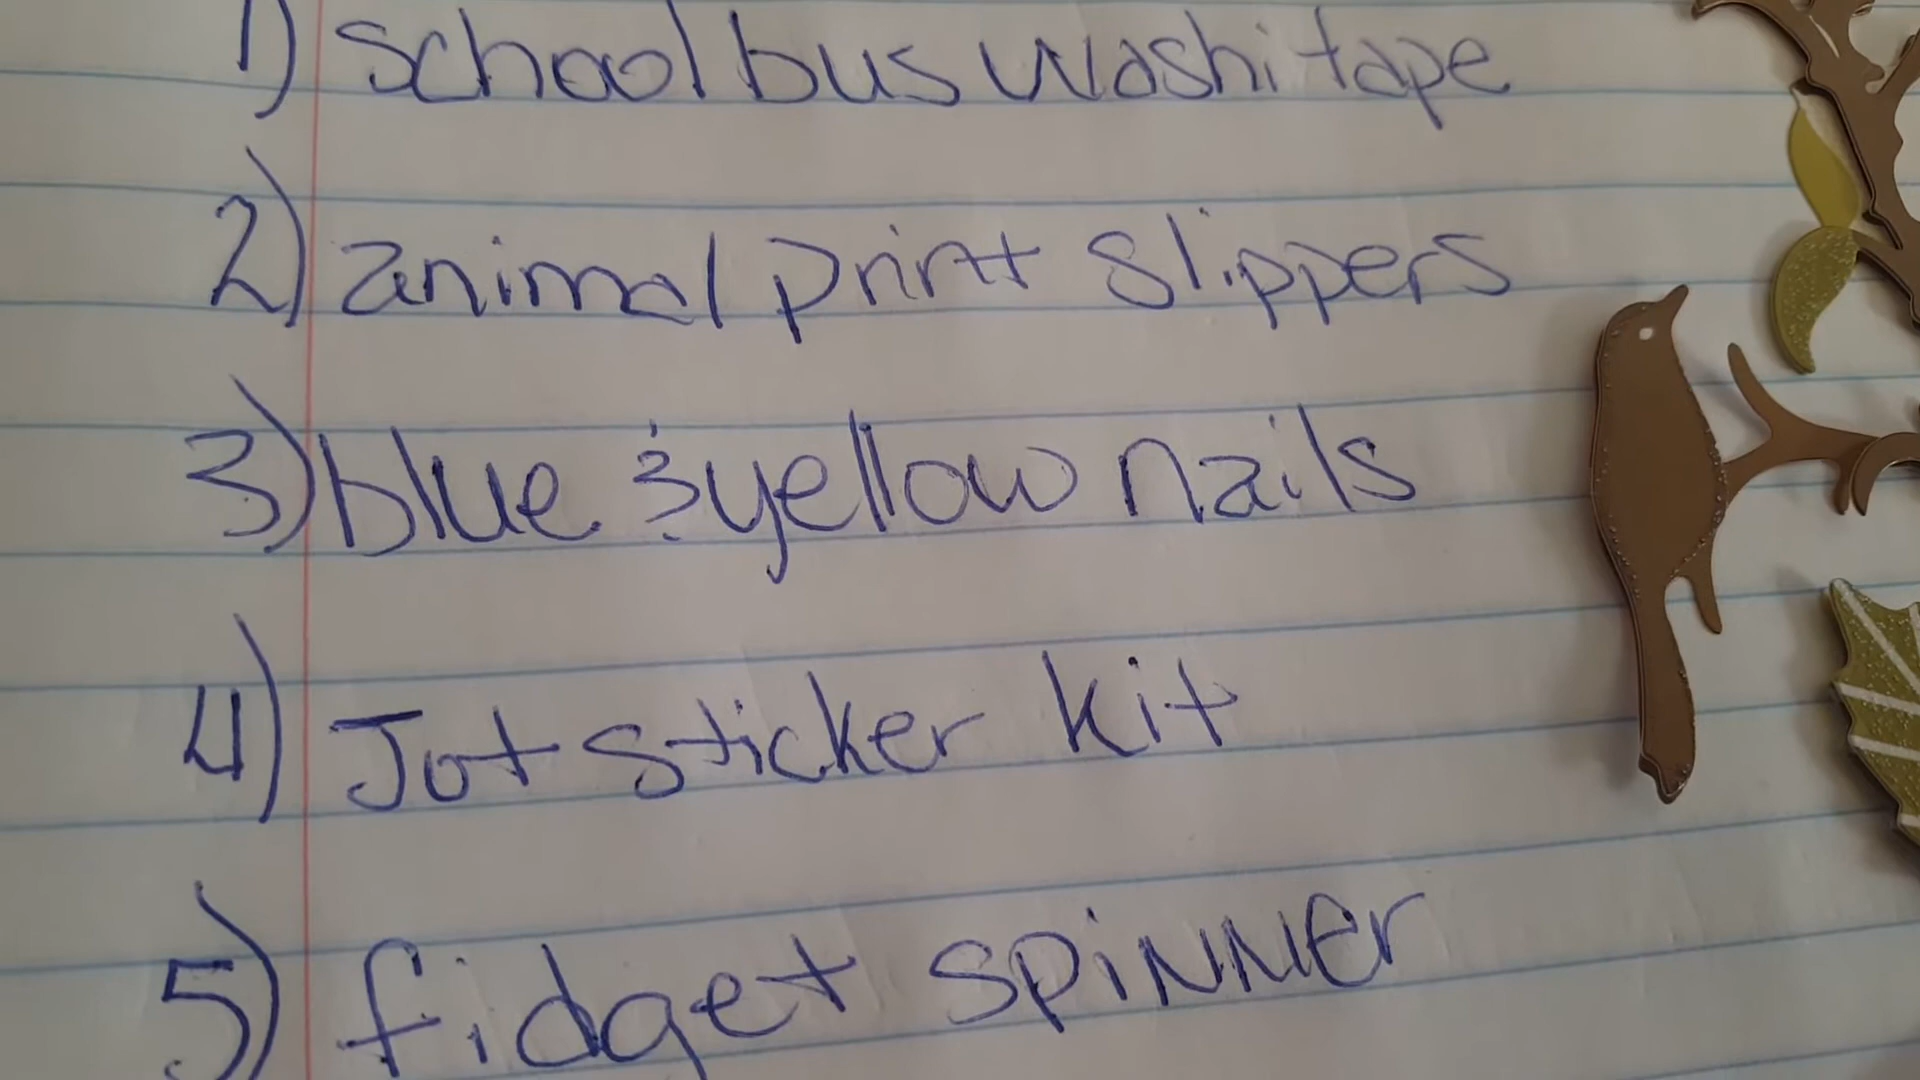 1) School bus washi tape
2) animal print slippers
3) blue & yellow nails
4) Jot sticker kit
5) fidget spinner